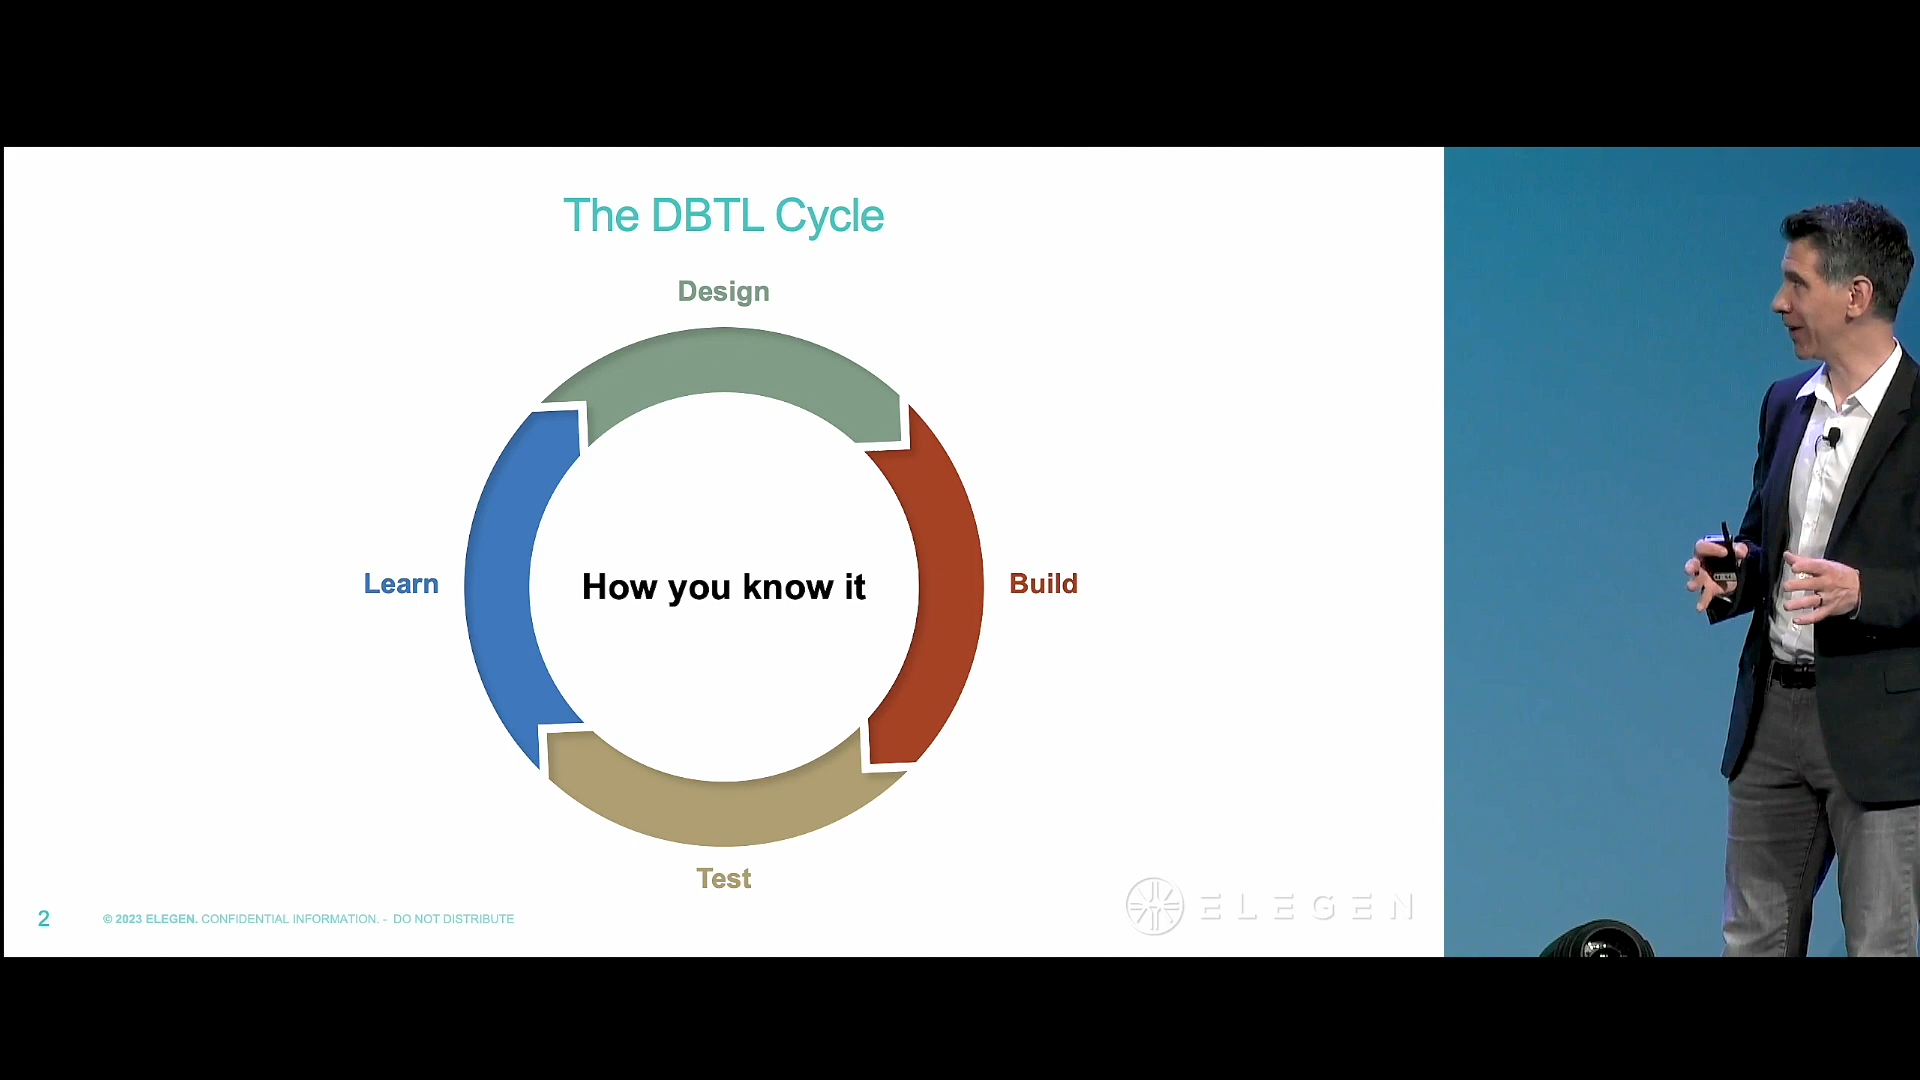 The DBTL Cycle
Design
Learn
How you know it
Build
Test
2
© 2023 ELEGEN. CONFIDENTIAL INFORMATION. - DO NOT DISTRIBUTE
ELEGEN